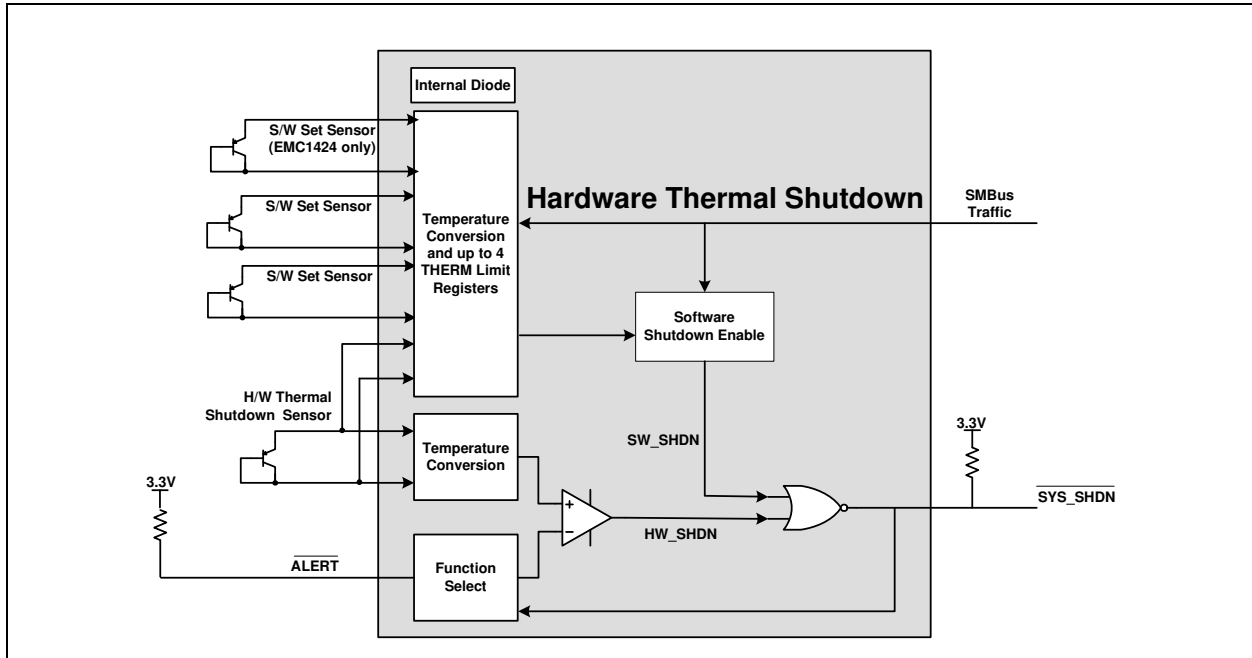 Internal Diode
S/W Set Sensor
(EMC1424 only)
S/W Set Sensor
S/W Set Sensor
Temperature
Conversion
and up to 4
THERM Limit
Registers
Hardware Thermal Shutdown
SMBus
Traffic
Software
Shutdown Enable
H/W Thermal
Shutdown Sensor
Temperature
Conversion
SW_SHDN
3.3V
3.3V
+
−
HW_SHDN
SYS_SHDN
ALERT
Function
Select